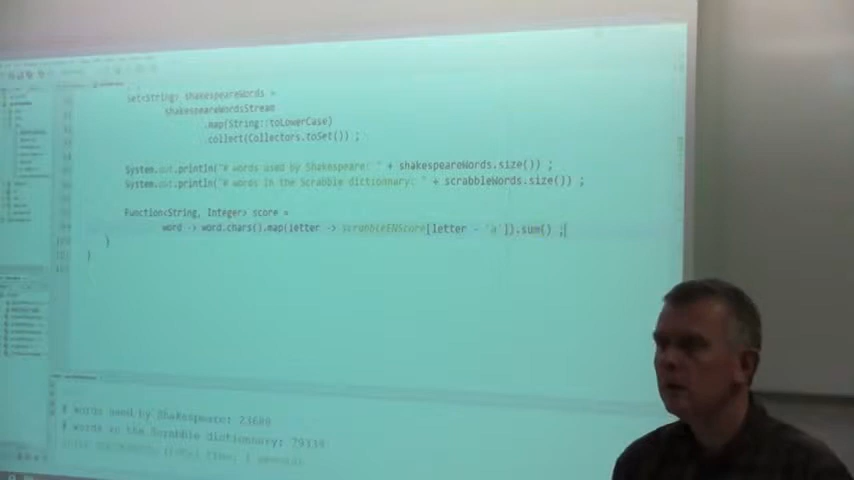 Set<String> shakespeareWords =
shakespeareWordsStream
.map(String::toLowerCase)
.collect(Collectors.toSet()) ;
System.out.println("# words used by Shakespeare: " + shakespeareWords.size()) ;
System.out.println("# words in the Scrabble dictionnary: " + scrabbleWords.size()) ;
Function<String, Integer> score =
word -> word.chars().map(letter -> scrabbleENScore[letter - 'a']).sum() ;
}
}
# words used by Shakespeare: 23688
# words in the Scrabble dictionnary: 79339